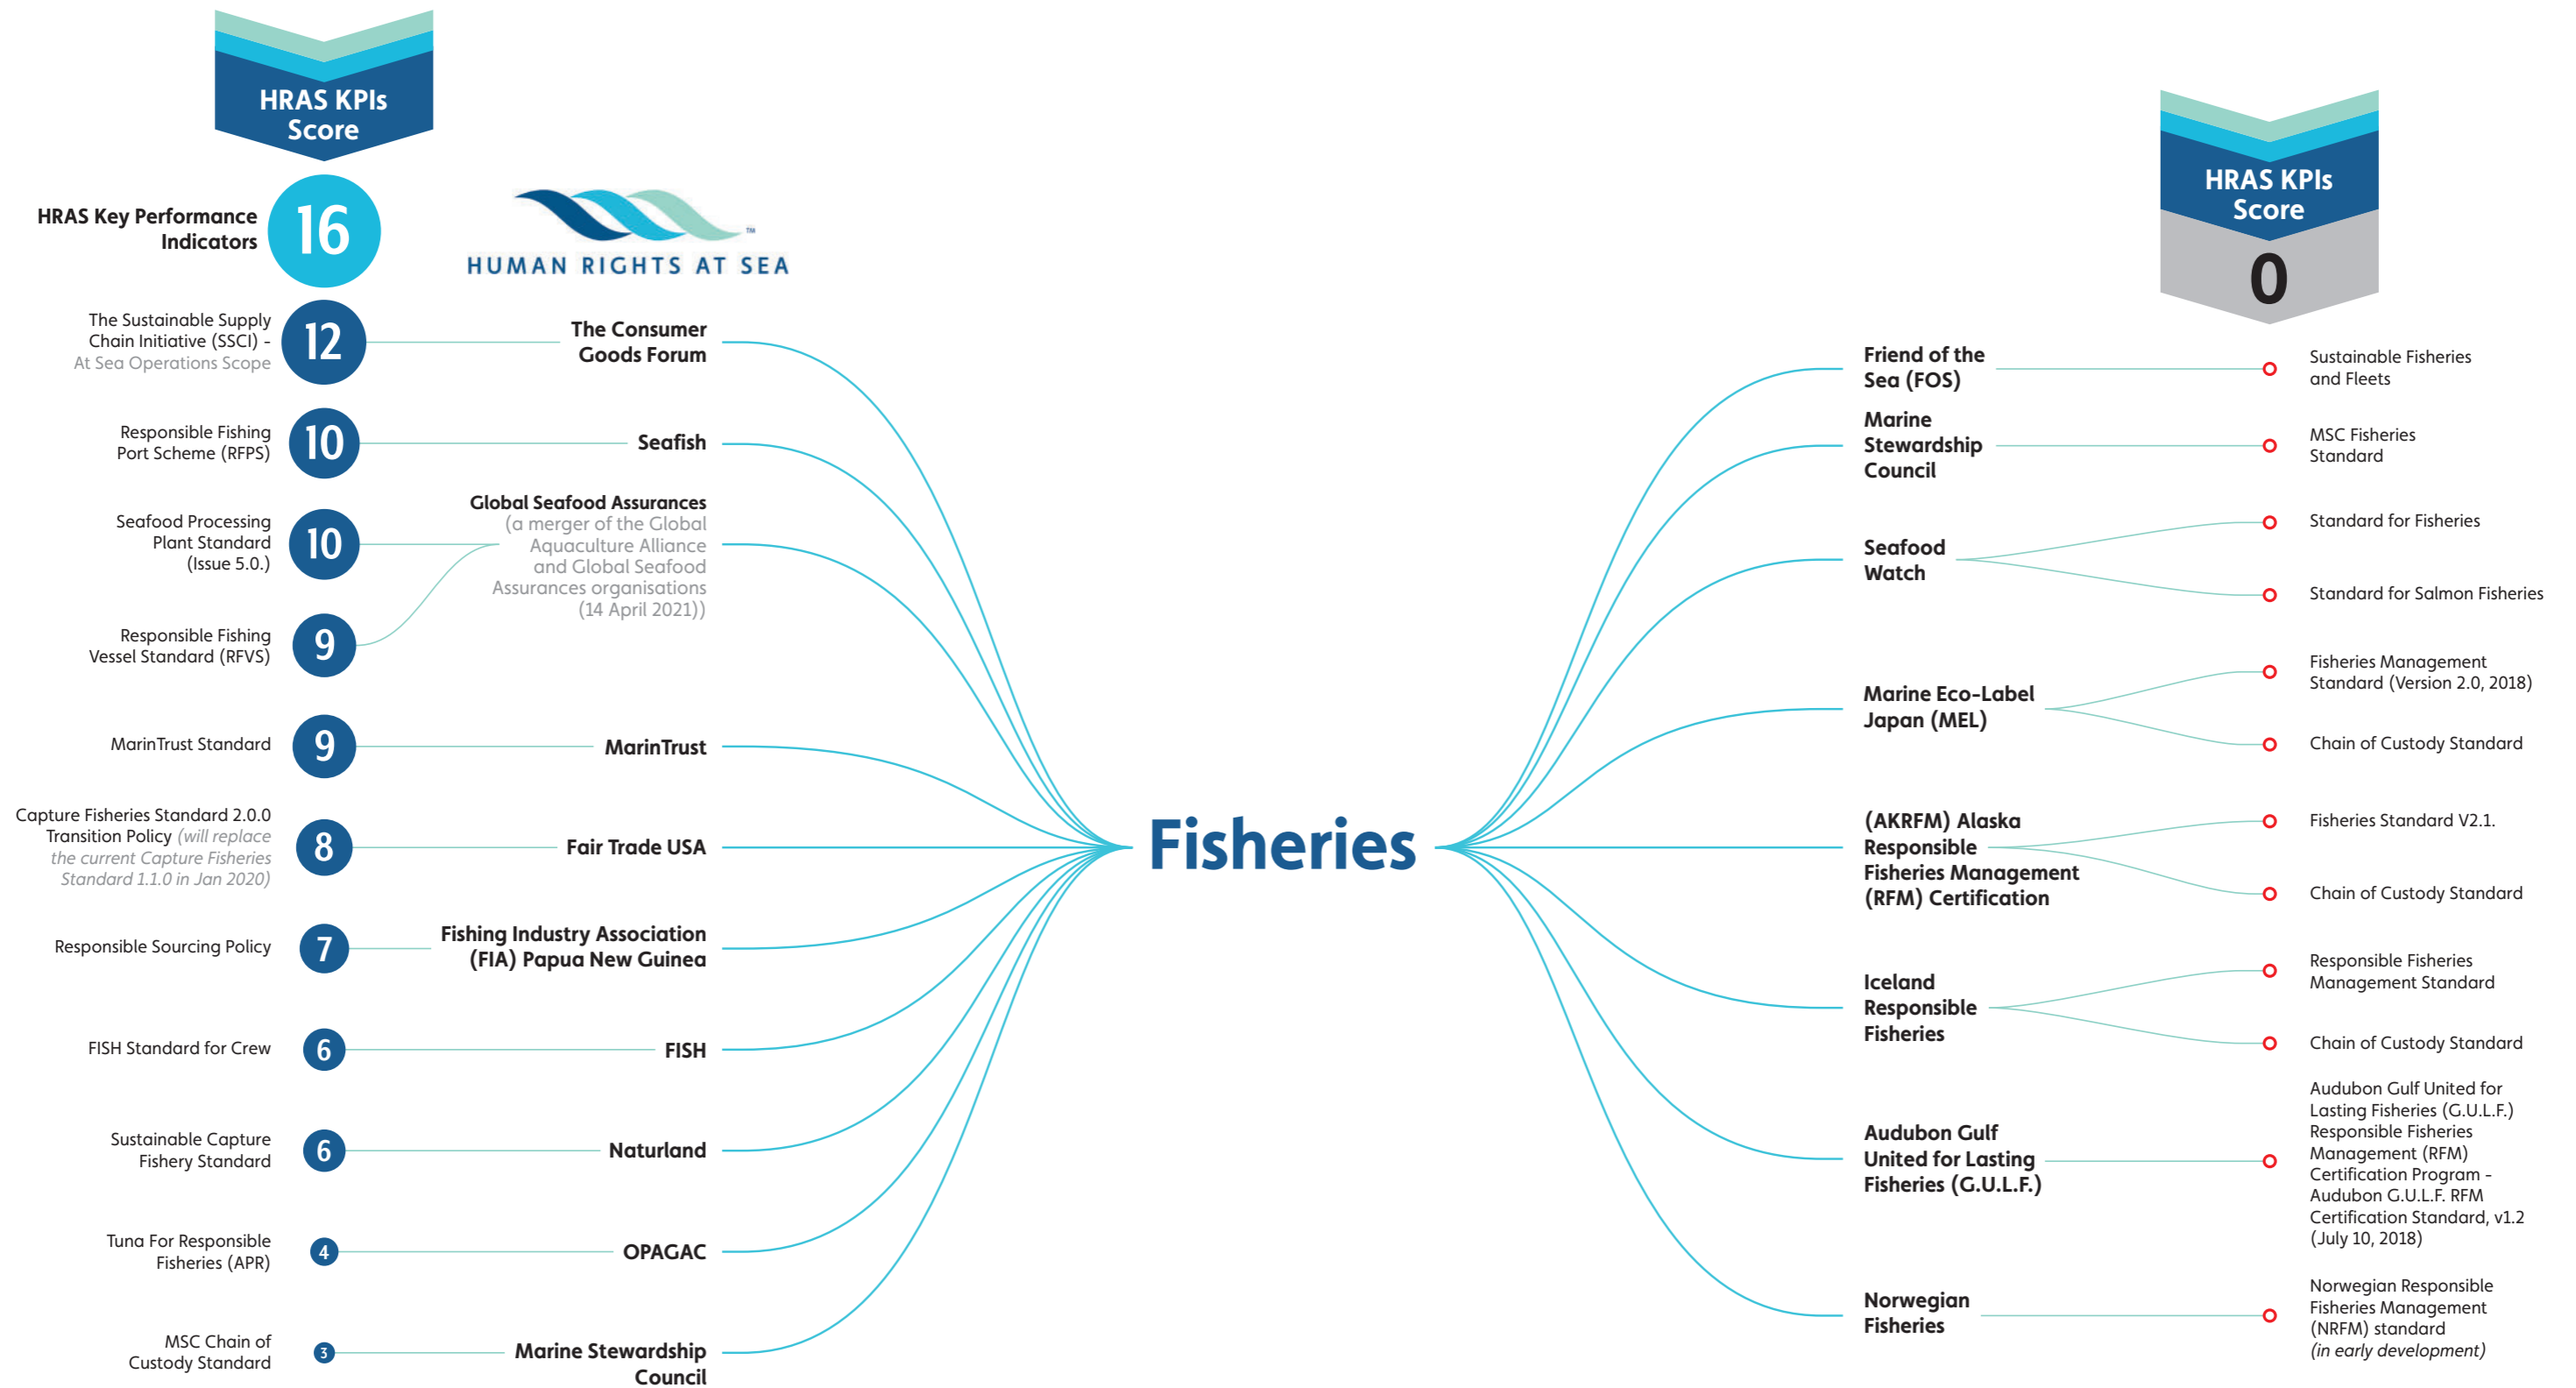 HRAS KPIs
Score
HRAS Key Performance
Indicators
16
™
HUMAN RIGHTS AT SEA
The Sustainable Supply
Chain Initiative (SSCI) -
At Sea Operations Scope
12
The Consumer
Goods Forum
Responsible Fishing
Port Scheme (RFPS)
10
Seafish
Seafood Processing
Plant Standard
(Issue 5.0.)
10
Global Seafood Assurances
(a merger of the Global
Aquaculture Alliance
and Global Seafood
Assurances organisations
(14 April 2021))
Responsible Fishing
Vessel Standard (RFVS)
9
MarinTrust Standard
9
MarinTrust
Capture Fisheries Standard 2.0.0
Transition Policy (will replace
the current Capture Fisheries
Standard 1.1.0 in Jan 2020)
8
Fair Trade USA
Responsible Sourcing Policy
7
Fishing Industry Association
(FIA) Papua New Guinea
FISH Standard for Crew
6
FISH
Sustainable Capture
Fishery Standard
6
Naturland
Tuna For Responsible
Fisheries (APR)
4
OPAGAC
MSC Chain of
Custody Standard
3
Marine Stewardship
Council
Fisheries
HRAS KPIs
Score
0
Friend of the
Sea (FOS)
Sustainable Fisheries
and Fleets
Marine
Stewardship
Council
MSC Fisheries
Standard
Seafood
Watch
Standard for Fisheries
Standard for Salmon Fisheries
Marine Eco-Label
Japan (MEL)
Fisheries Management
Standard (Version 2.0, 2018)
Chain of Custody Standard
(AKRFM) Alaska
Responsible
Fisheries Management
(RFM) Certification
Fisheries Standard V2.1.
Chain of Custody Standard
Iceland
Responsible
Fisheries
Responsible Fisheries
Management Standard
Chain of Custody Standard
Audubon Gulf
United for Lasting
Fisheries (G.U.L.F.)
Audubon Gulf United for
Lasting Fisheries (G.U.L.F.)
Responsible Fisheries
Management (RFM)
Certification Program -
Audubon G.U.L.F. RFM
Certification Standard, v1.2
(July 10, 2018)
Norwegian
Fisheries
Norwegian Responsible
Fisheries Management
(NRFM) standard
(in early development)